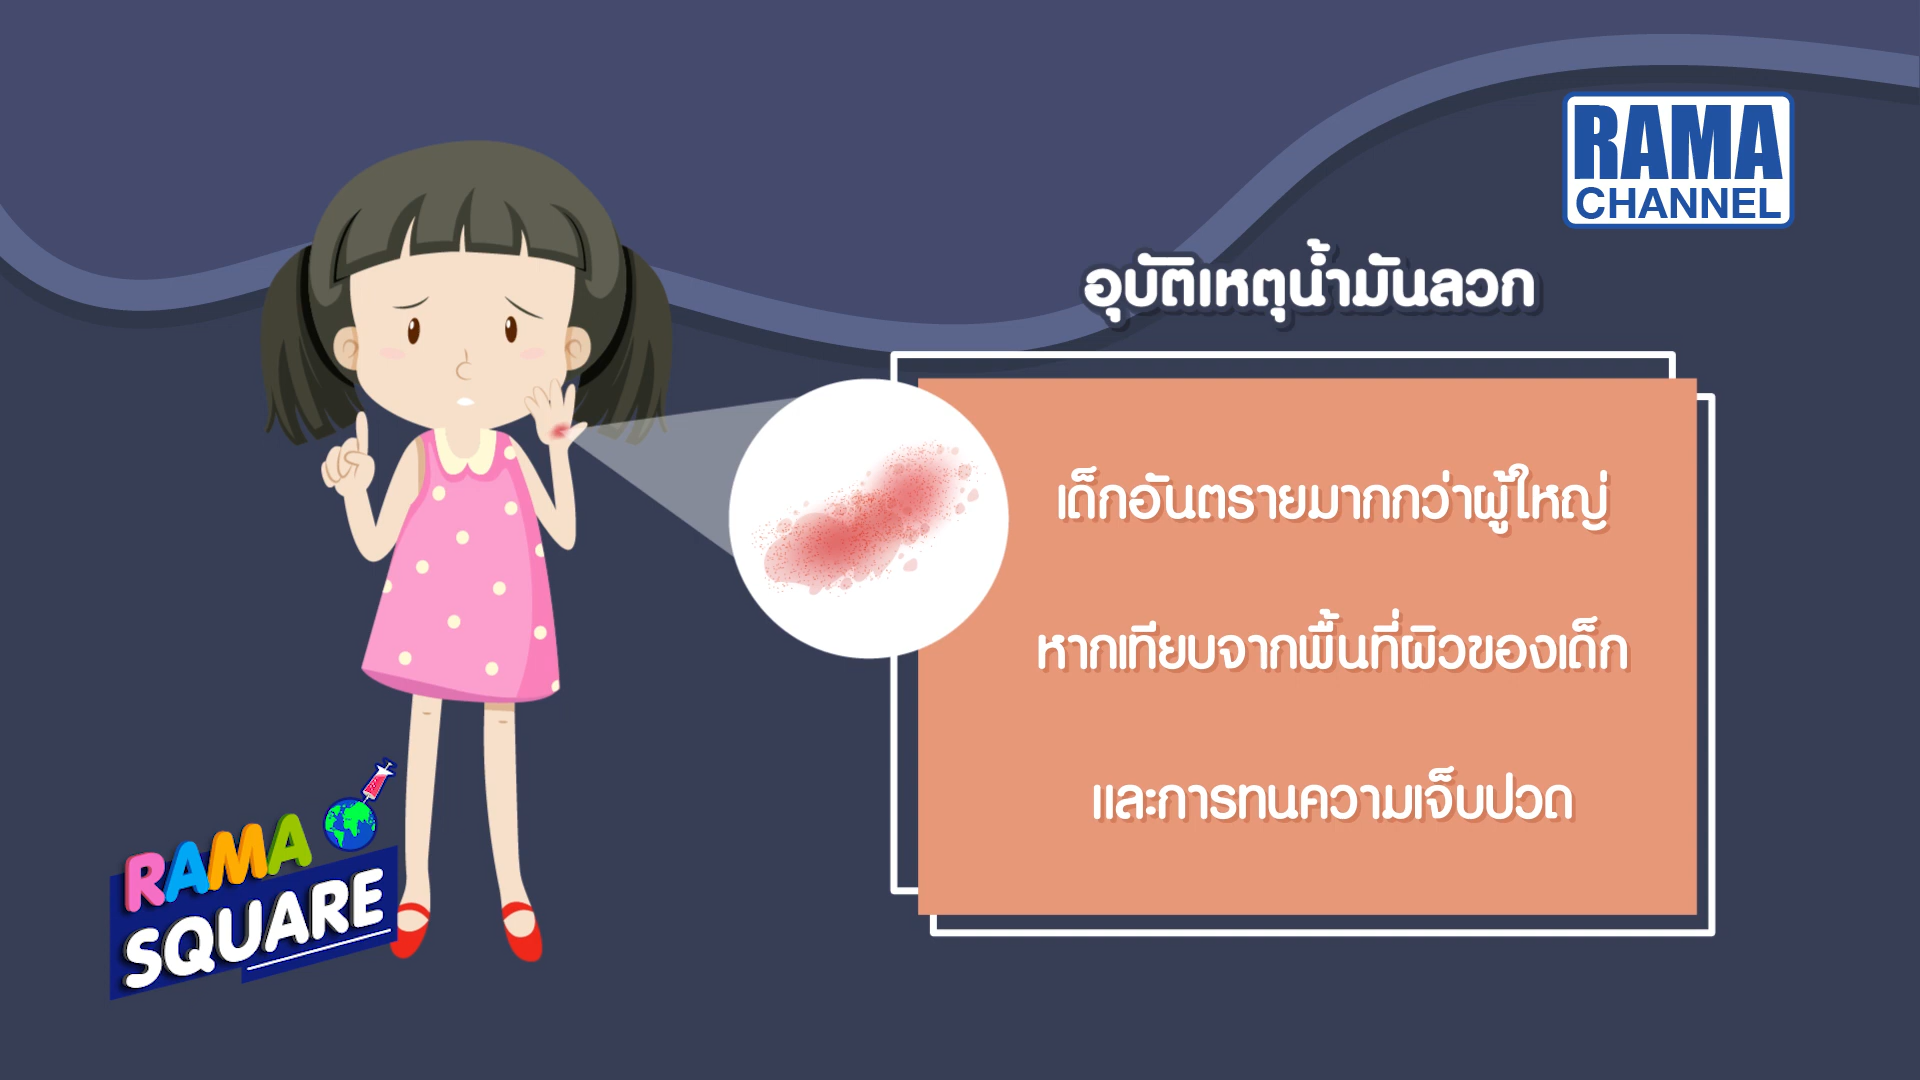 RAMA
CHANNEL
อุบัติเหตุน้ำมันลวก
เด็กอันตรายมากกว่าผู้ใหญ่
หากเทียบจากพื้นที่ผิวของเด็ก
และการทนความเจ็บปวด
RAMA
SQUARE